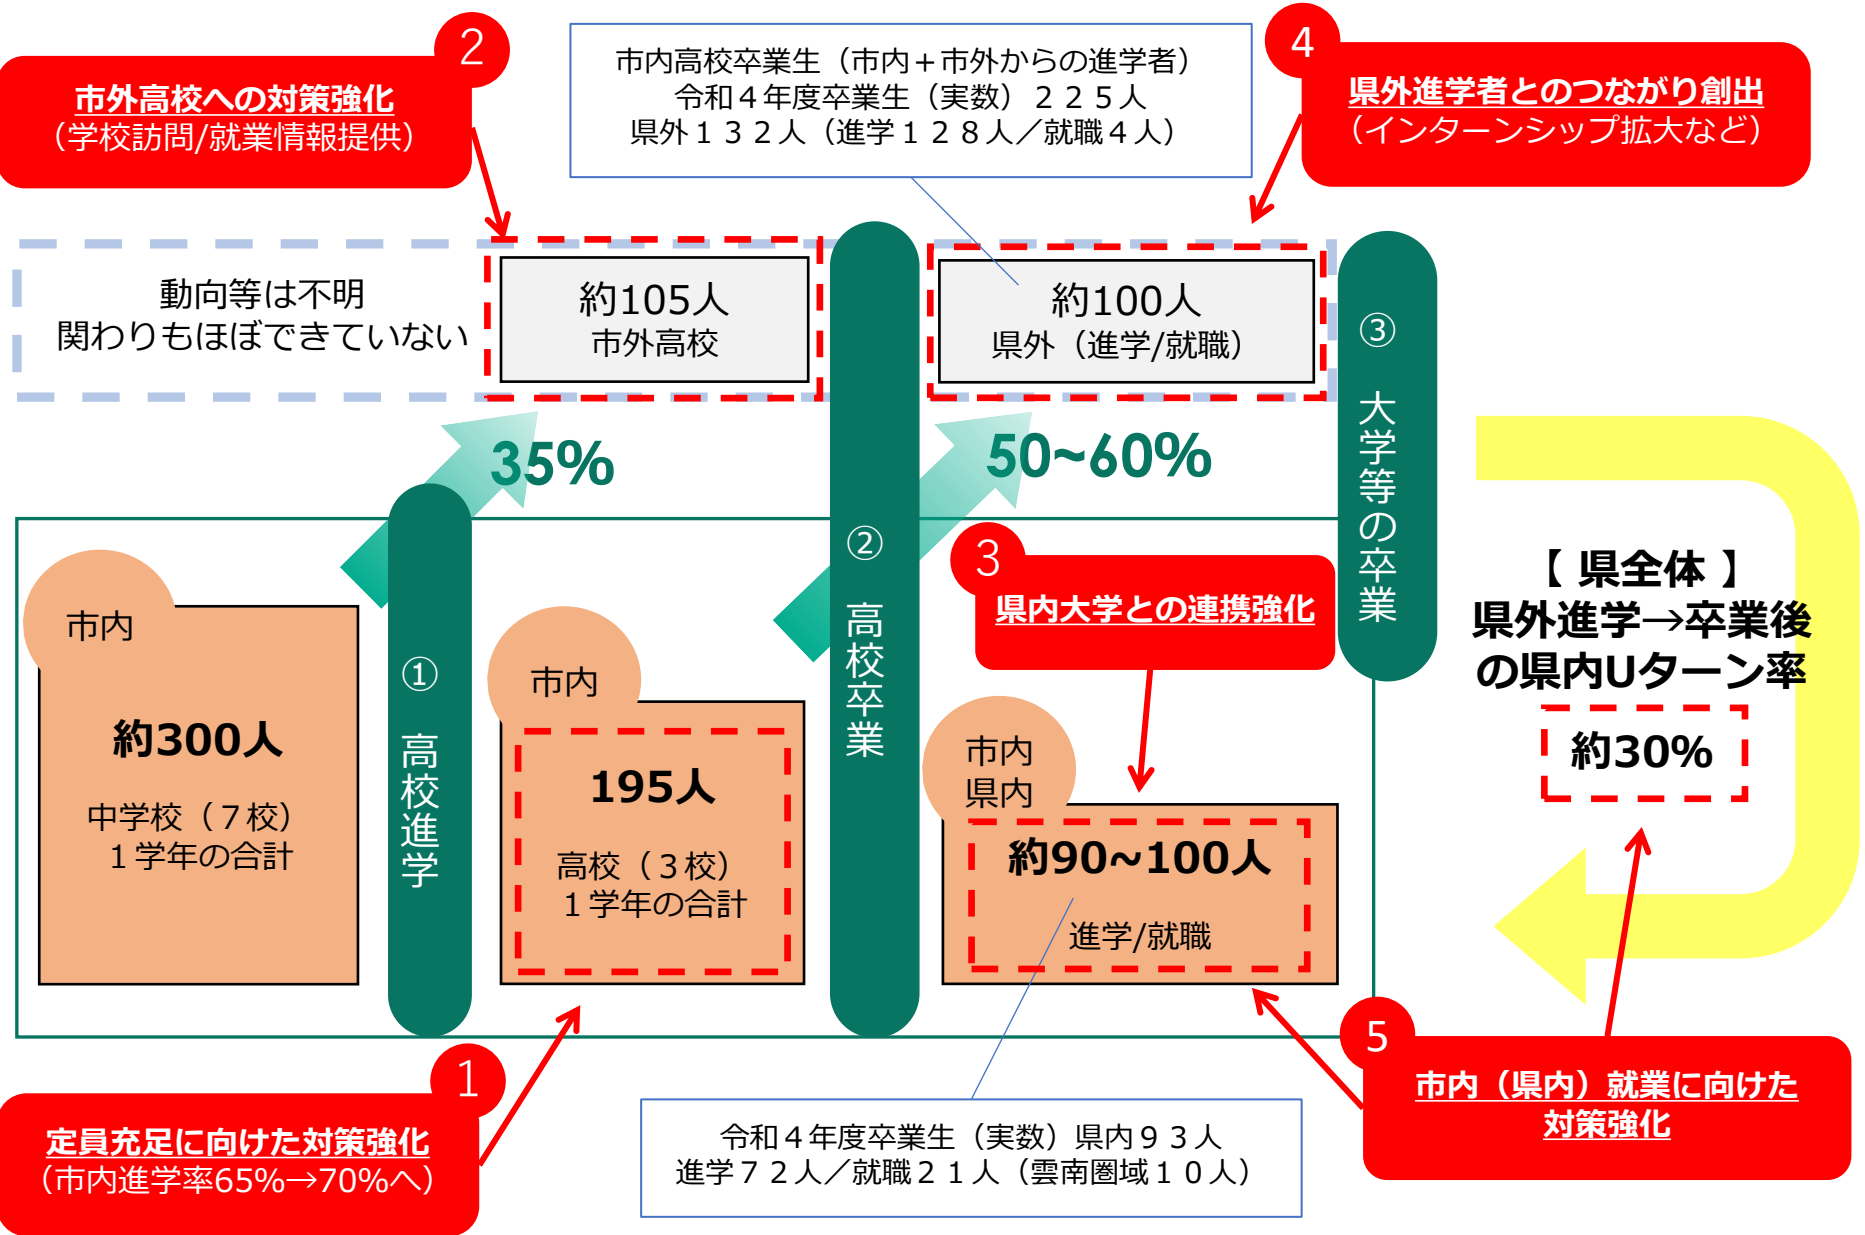 2
市外高校への対策強化
（学校訪問/就業情報提供）
市内高校卒業生（市内＋市外からの進学者）
令和４年度卒業生（実数）２２５人
県外１３２人（進学１２８人／就職４人）
4
県外進学者とのつながり創出
（インターンシップ拡大など）
動向等は不明
関わりもほぼできていない
約105人
市外高校
約100人
県外（進学/就職）
35%
50~60%
市内
約300人
中学校（７校）
１学年の合計
① 高校進学
市内
195人
高校（３校）
１学年の合計
② 高校卒業
3
県内大学との連携強化
市内
県内
約90~100人
進学/就職
③ 大学等の卒業
【 県全体 】
県外進学→卒業後
の県内Uターン率
約30%
1
定員充足に向けた対策強化
（市内進学率65%→70%へ）
令和４年度卒業生（実数）県内９３人
進学７２人／就職２１人（雲南圏域１０人）
5
市内（県内）就業に向けた
対策強化